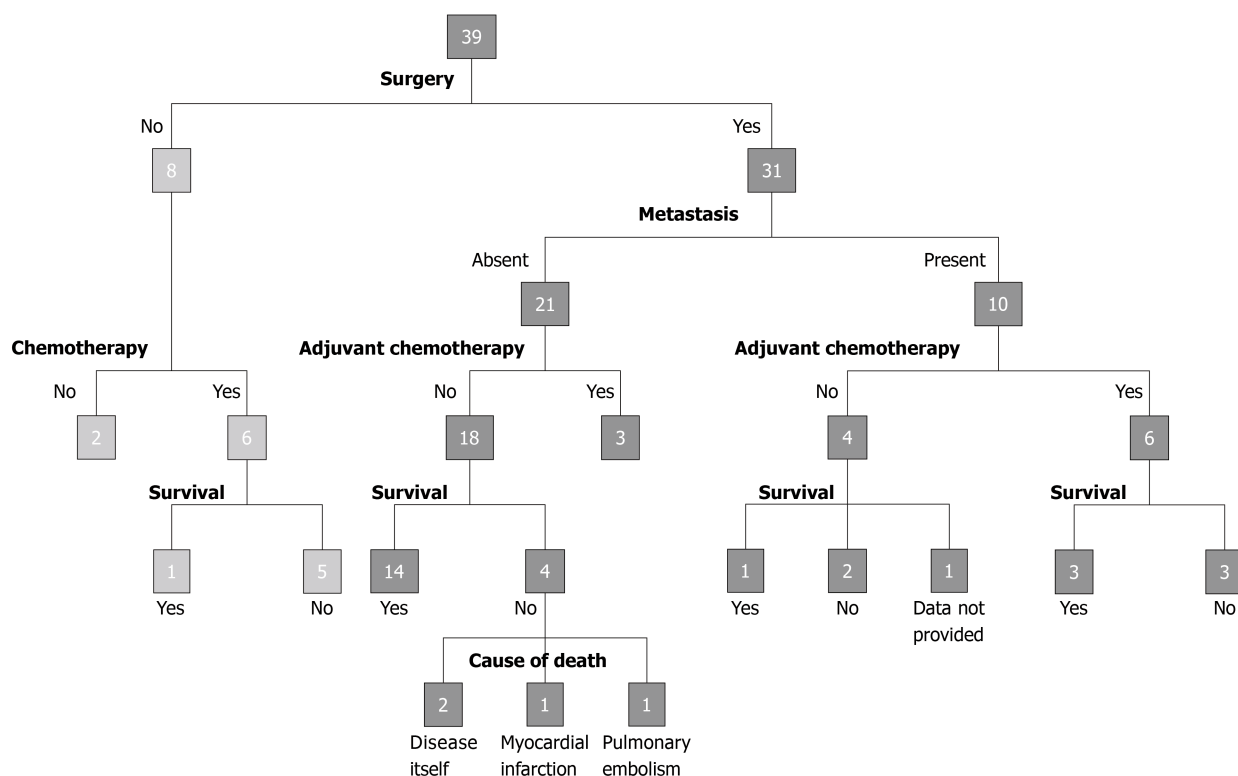 39
Surgery
No
Yes
8
31
Metastasis
Absent
Present
21
10
Chemotherapy
Adjuvant chemotherapy
Adjuvant chemotherapy
No
Yes
No
Yes
No
Yes
2
6
18
3
4
6
Survival
Survival
Survival
Survival
1
5
14
4
1
2
1
3
3
Yes
No
Yes
No
Yes
No
Data not
provided
Yes
No
Cause of death
2
1
1
Disease
itself
Myocardial
infarction
Pulmonary
embolism